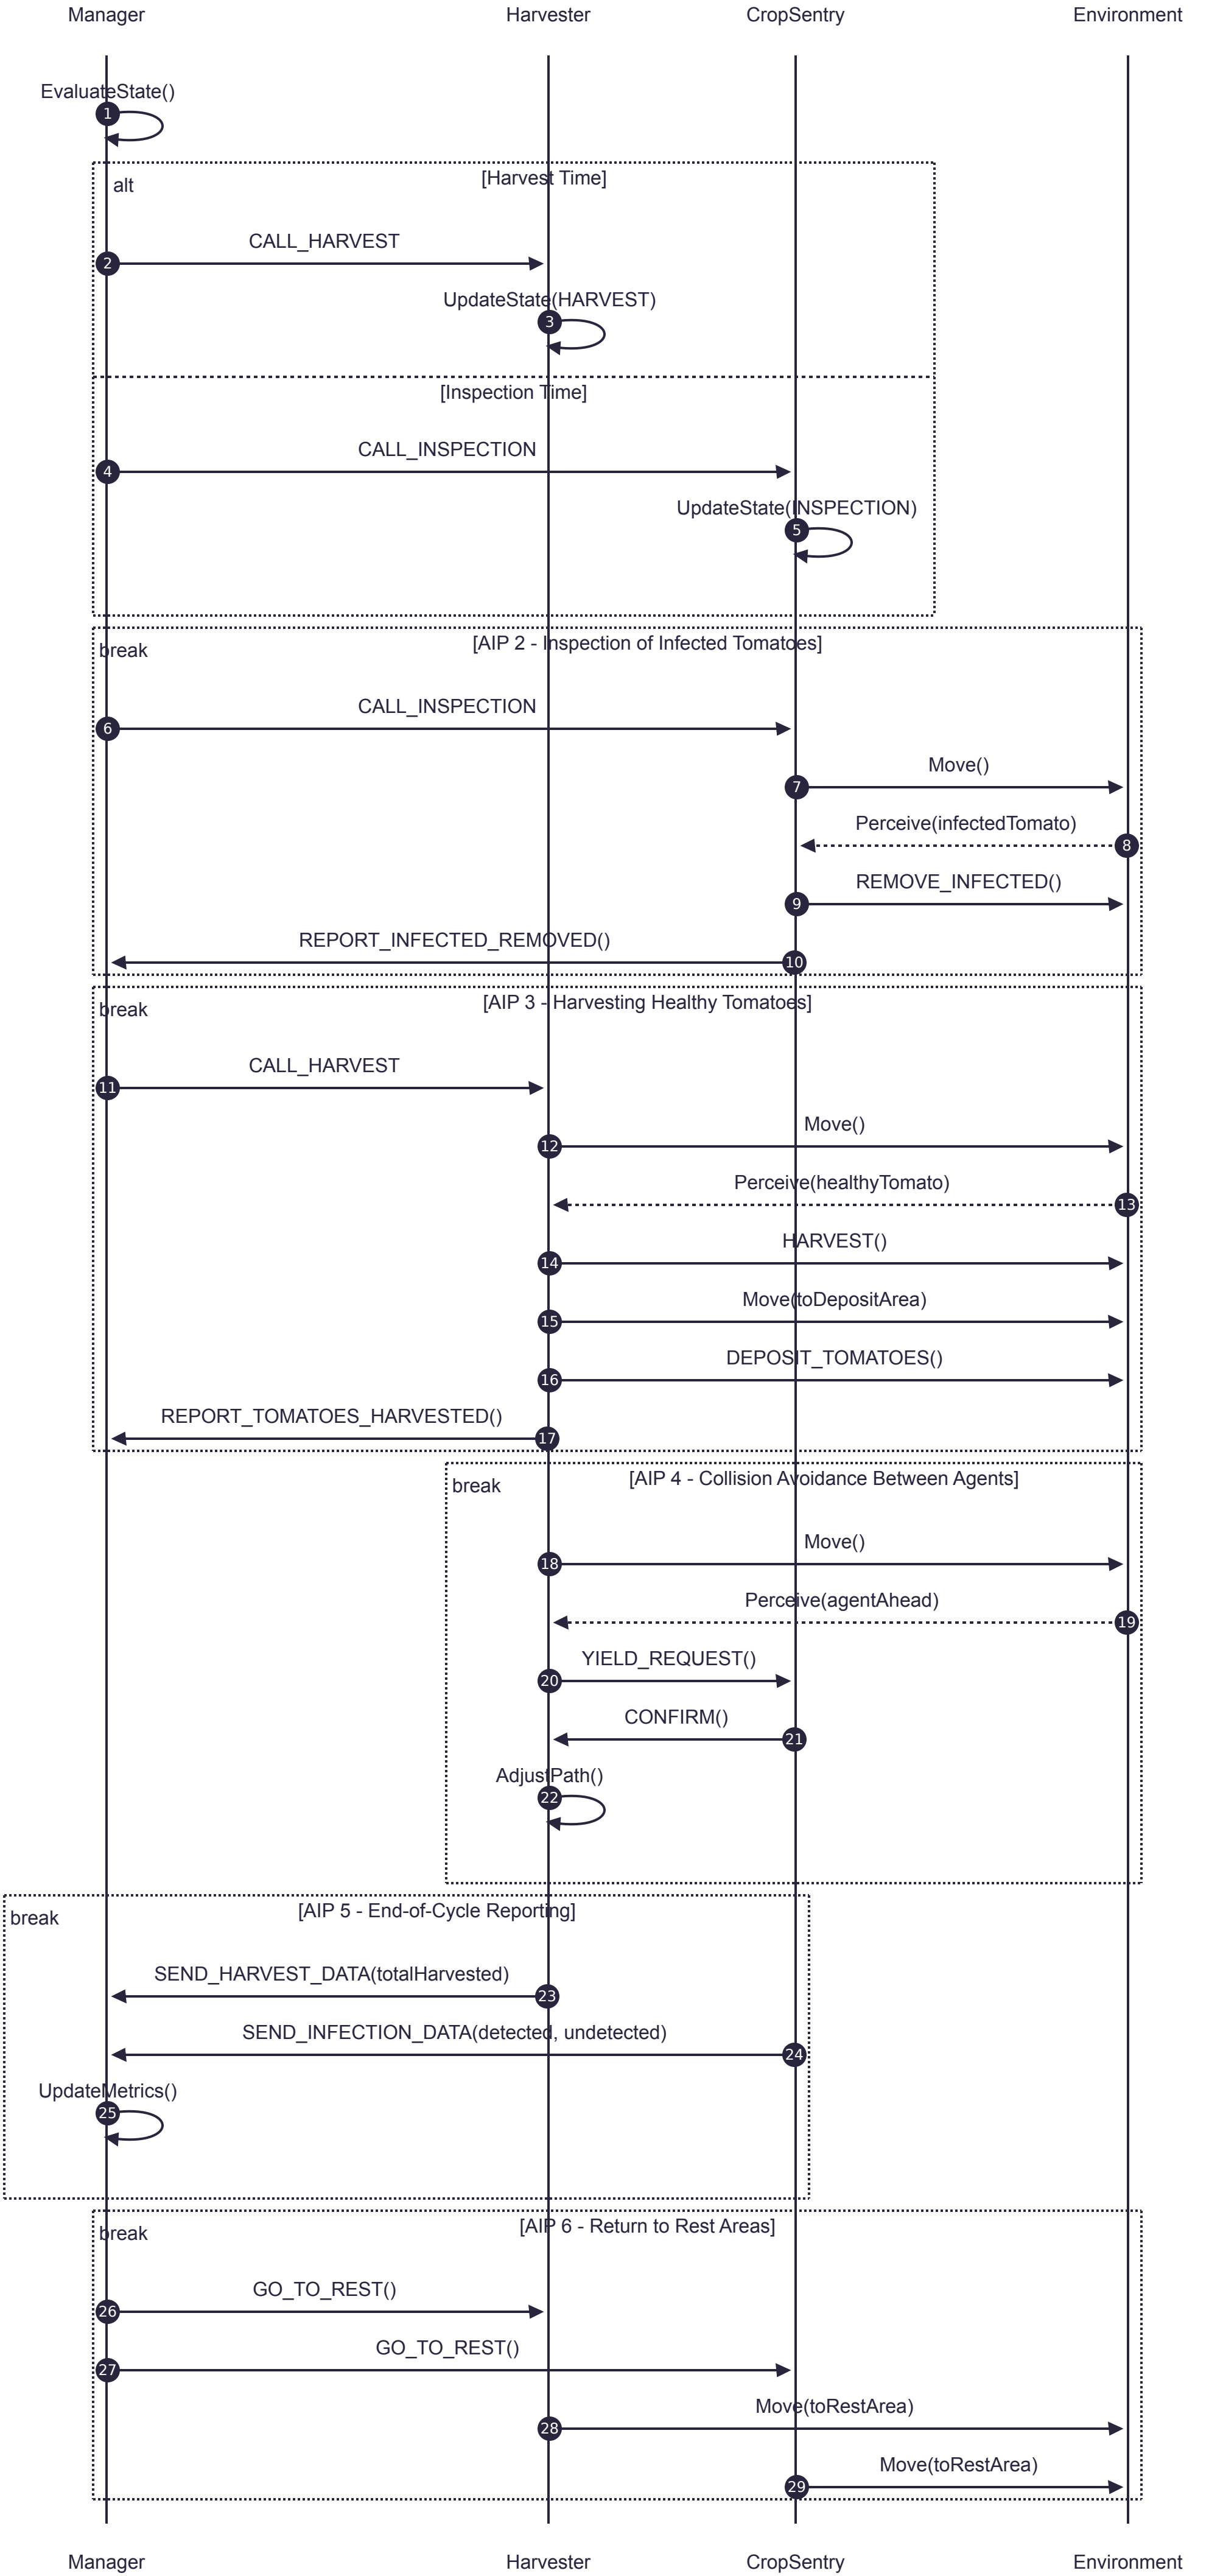 Manager Harvester CropSentry Environment
EvaluateState()
1
alt [Harvest Time]
CALL_HARVEST
2
UpdateState(HARVEST)
3
[Inspection Time]
CALL_INSPECTION
4
UpdateState(INSPECTION)
5
break [AIP 2 - Inspection of Infected Tomatoes]
CALL_INSPECTION
6
Move()
7
Perceive(infectedTomato)
8
REMOVE_INFECTED()
9
REPORT_INFECTED_REMOVED()
10
break [AIP 3 - Harvesting Healthy Tomatoes]
CALL_HARVEST
11
Move()
12
Perceive(healthyTomato)
13
HARVEST()
14
Move(toDepositArea)
15
DEPOSIT_TOMATOES()
16
REPORT_TOMATOES_HARVESTED()
17
break [AIP 4 - Collision Avoidance Between Agents]
Move()
18
Perceive(agentAhead)
19
YIELD_REQUEST()
20
CONFIRM()
21
AdjustPath()
22
break [AIP 5 - End-of-Cycle Reporting]
SEND_HARVEST_DATA(totalHarvested)
23
SEND_INFECTION_DATA(detected, undetected)
24
UpdateMetrics()
25
break [AIP 6 - Return to Rest Areas]
GO_TO_REST()
26
GO_TO_REST()
27
Move(toRestArea)
28
Move(toRestArea)
29
Manager Harvester CropSentry Environment